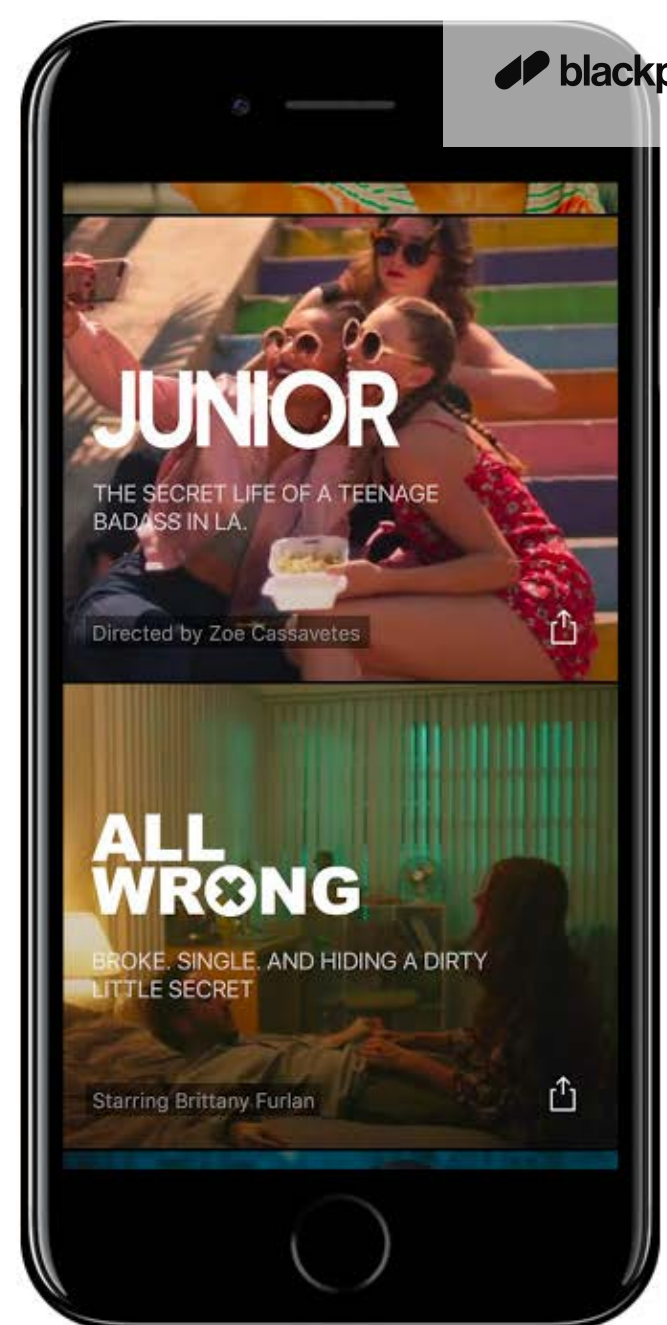 blackp
JUNIOR
THE SECRET LIFE OF A TEENAGE
BADASS IN LA.
Directed by Zoe Cassavetes
ALL
WRONG
BROKE. SINGLE. AND HIDING A DIRTY
LITTLE SECRET
Starring Brittany Furlan